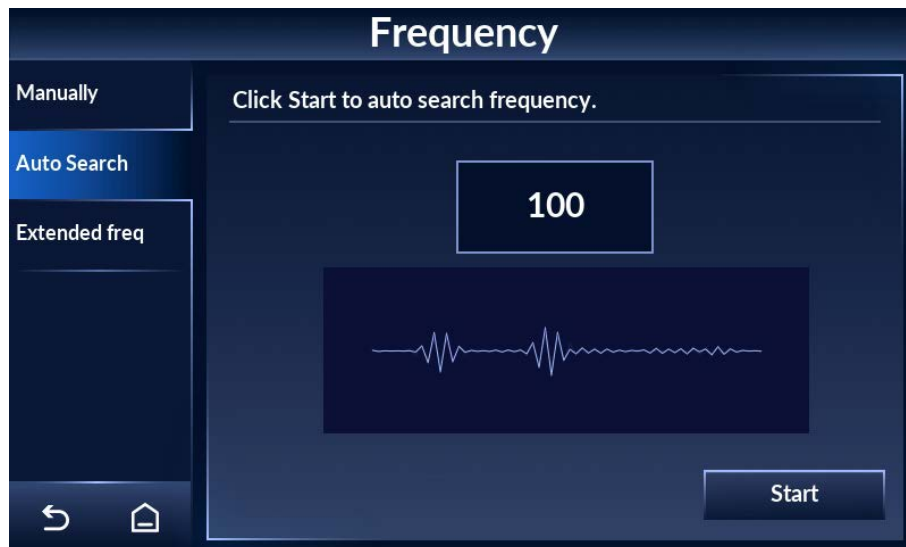 Frequency
Manually
Auto Search
Extended freq
Click Start to auto search frequency.
100
Start